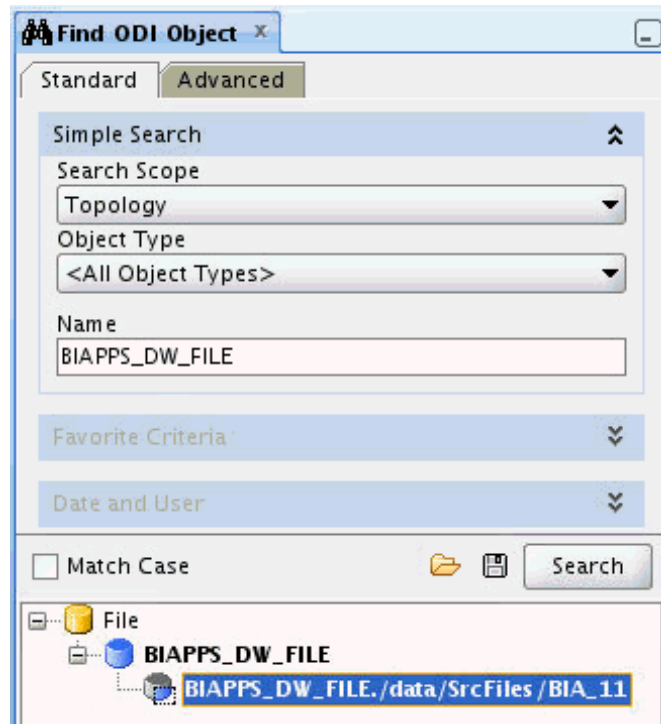 Find ODI Object x
Standard Advanced
Simple Search
Search Scope
Topology
Object Type
<All Object Types>
Name
BIAPPS_DW_FILE
Favorite Criteria
Date and User
Match Case Search
File
BIAPPS_DW_FILE
BIAPPS_DW_FILE./data/SrcFiles/BIA_11